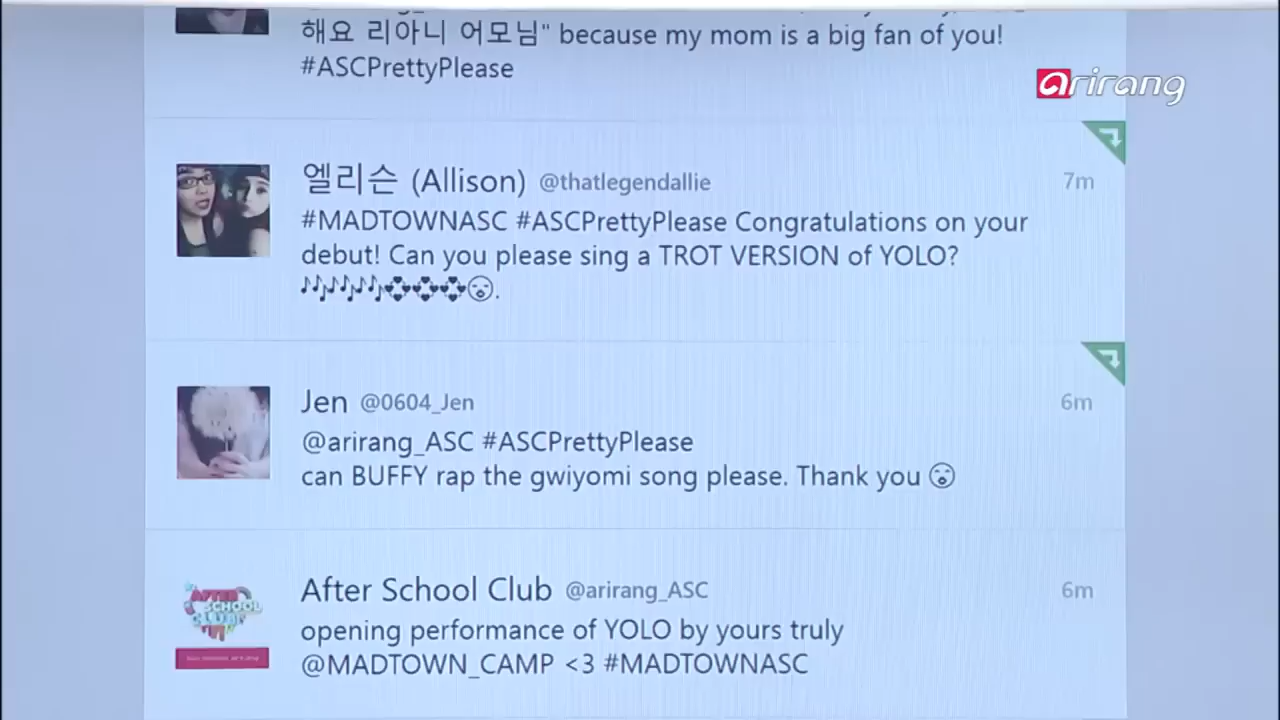 해요 리아니 어모님" because my mom is a big fan of you!
#ASCPrettyPlease
arirang
엘리슨 (Allison) @thatlegendallie 7m
#MADTOWNASC #ASCPrettyPlease Congratulations on your
debut! Can you please sing a TROT VERSION of YOLO?
Jen @0604_Jen 6m
@arirang_ASC #ASCPrettyPlease
can BUFFY rap the gwiyomi song please. Thank you
After School Club @arirang_ASC 6m
AFTER
SCHOOL
CLUB
opening performance of YOLO by yours truly
@MADTOWN_CAMP <3 #MADTOWNASC